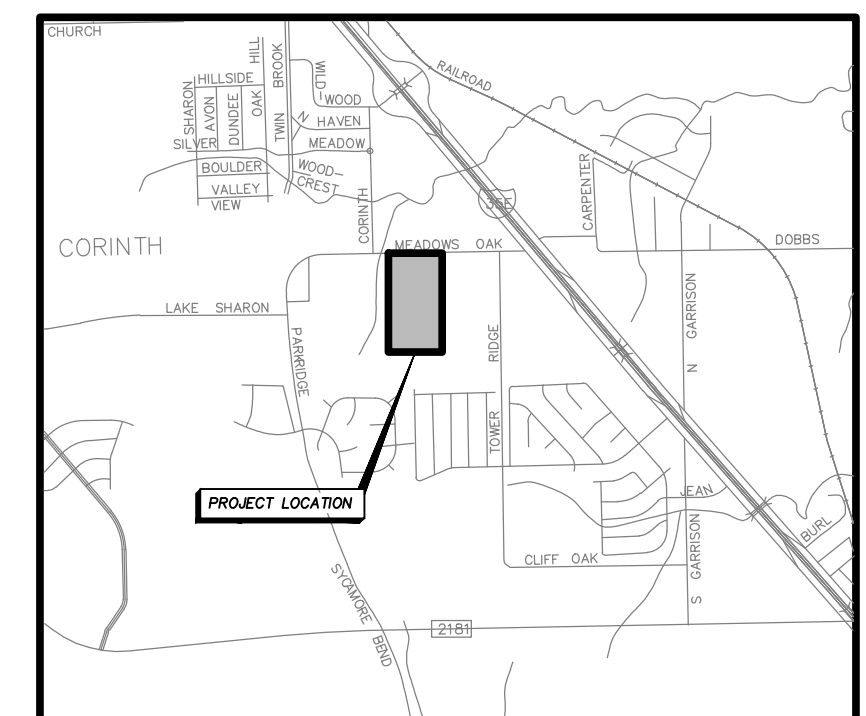 CHURCH
HILL
BROOK
WILD
RAILROAD
HILLSIDE
SHARON
AVON
DUNDEE
OAK
TWIN
WOOD
N HAVEN
SILVER
MEADOW
BOULDER
WOOD-
CREST
VALLEY
VIEW
CORINTH
35E
CARPENTER
CORINTH
MEADOWS OAK
DOBBS
LAKE SHARON
PARKRIDGE
RIDGE
TOWER
N GARRISON
PROJECT LOCATION
JEAN
BURL
S GARRISON
CLIFF OAK
SYCAMORE BEND
2181